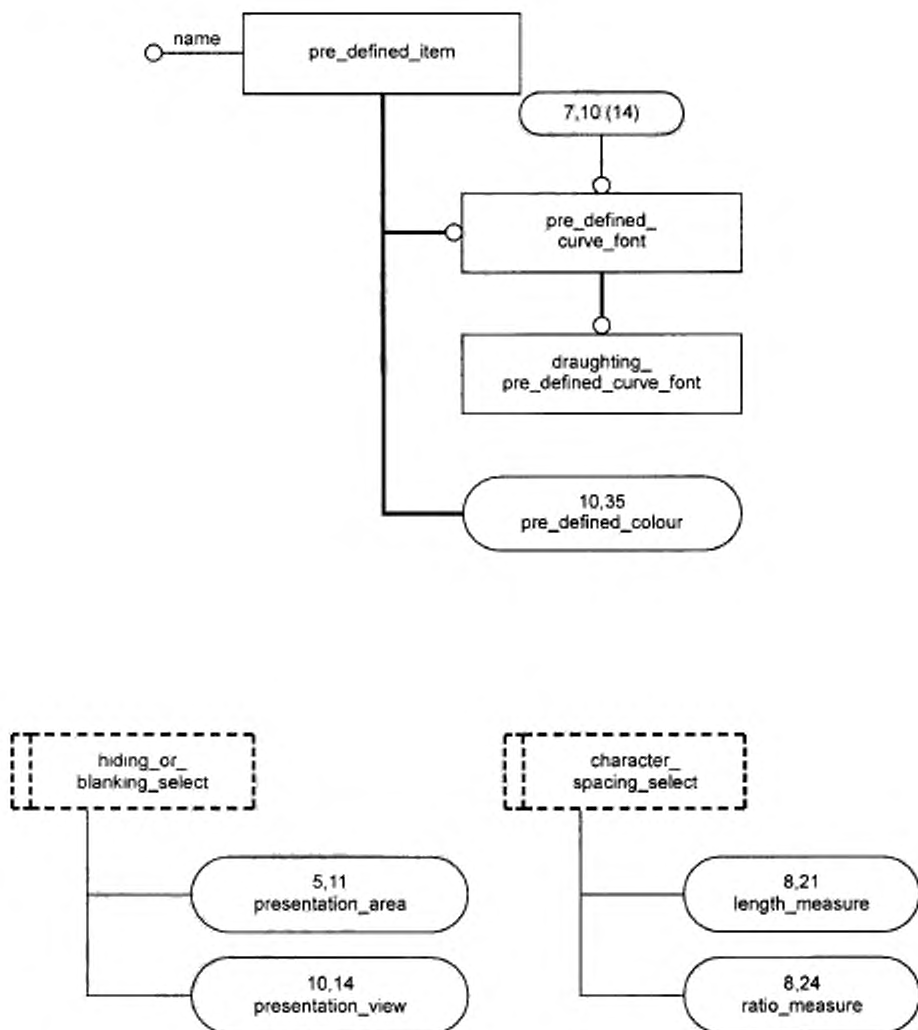 name
pre_defined_item
7,10 (14)
pre_defined_
curve_font
draughting_
pre_defined_curve_font
10,35
pre_defined_colour
hiding_or_
blanking_select
character_
spacing_select
5,11
presentation_area
8,21
length_measure
10,14
presentation_view
8,24
ratio_measure